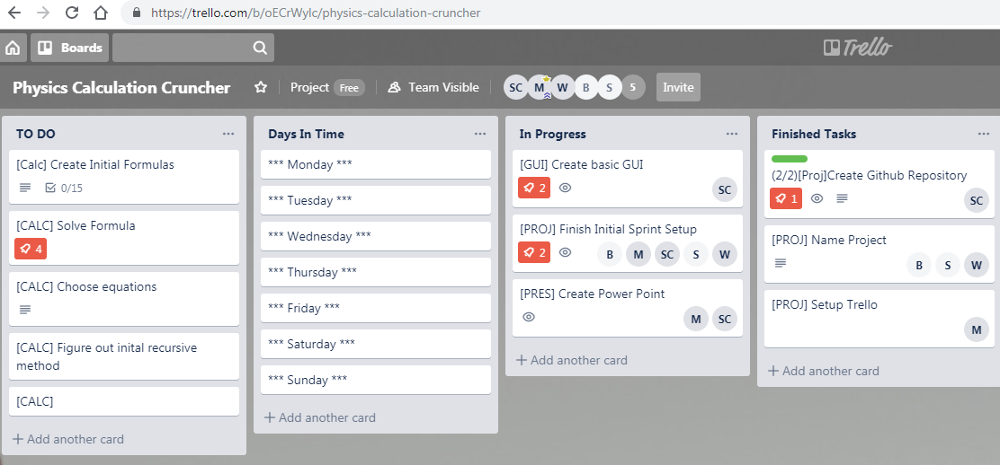 https://trello.com/b/oECrWylc/physics-calculation-cruncher
Boards
Trello
Physics Calculation Cruncher
Project Free
Team Visible
SC M W B S 5
Invite
TO DO
[Calc] Create Initial Formulas
0/15
[CALC] Solve Formula
4
[CALC] Choose equations
[CALC] Figure out inital recursive
method
[CALC]
+ Add another card
Days In Time
*** Monday ***
*** Tuesday ***
*** Wednesday ***
*** Thursday ***
*** Friday ***
*** Saturday ***
*** Sunday ***
+ Add another card
In Progress
[GUI] Create basic GUI
2
SC
[PROJ] Finish Initial Sprint Setup
2
B M SC S W
[PRES] Create Power Point
M SC
+ Add another card
Finished Tasks
(2/2)[Proj]Create Github Repository
1
SC
[PROJ] Name Project
B S W
[PROJ] Setup Trello
M
+ Add another card